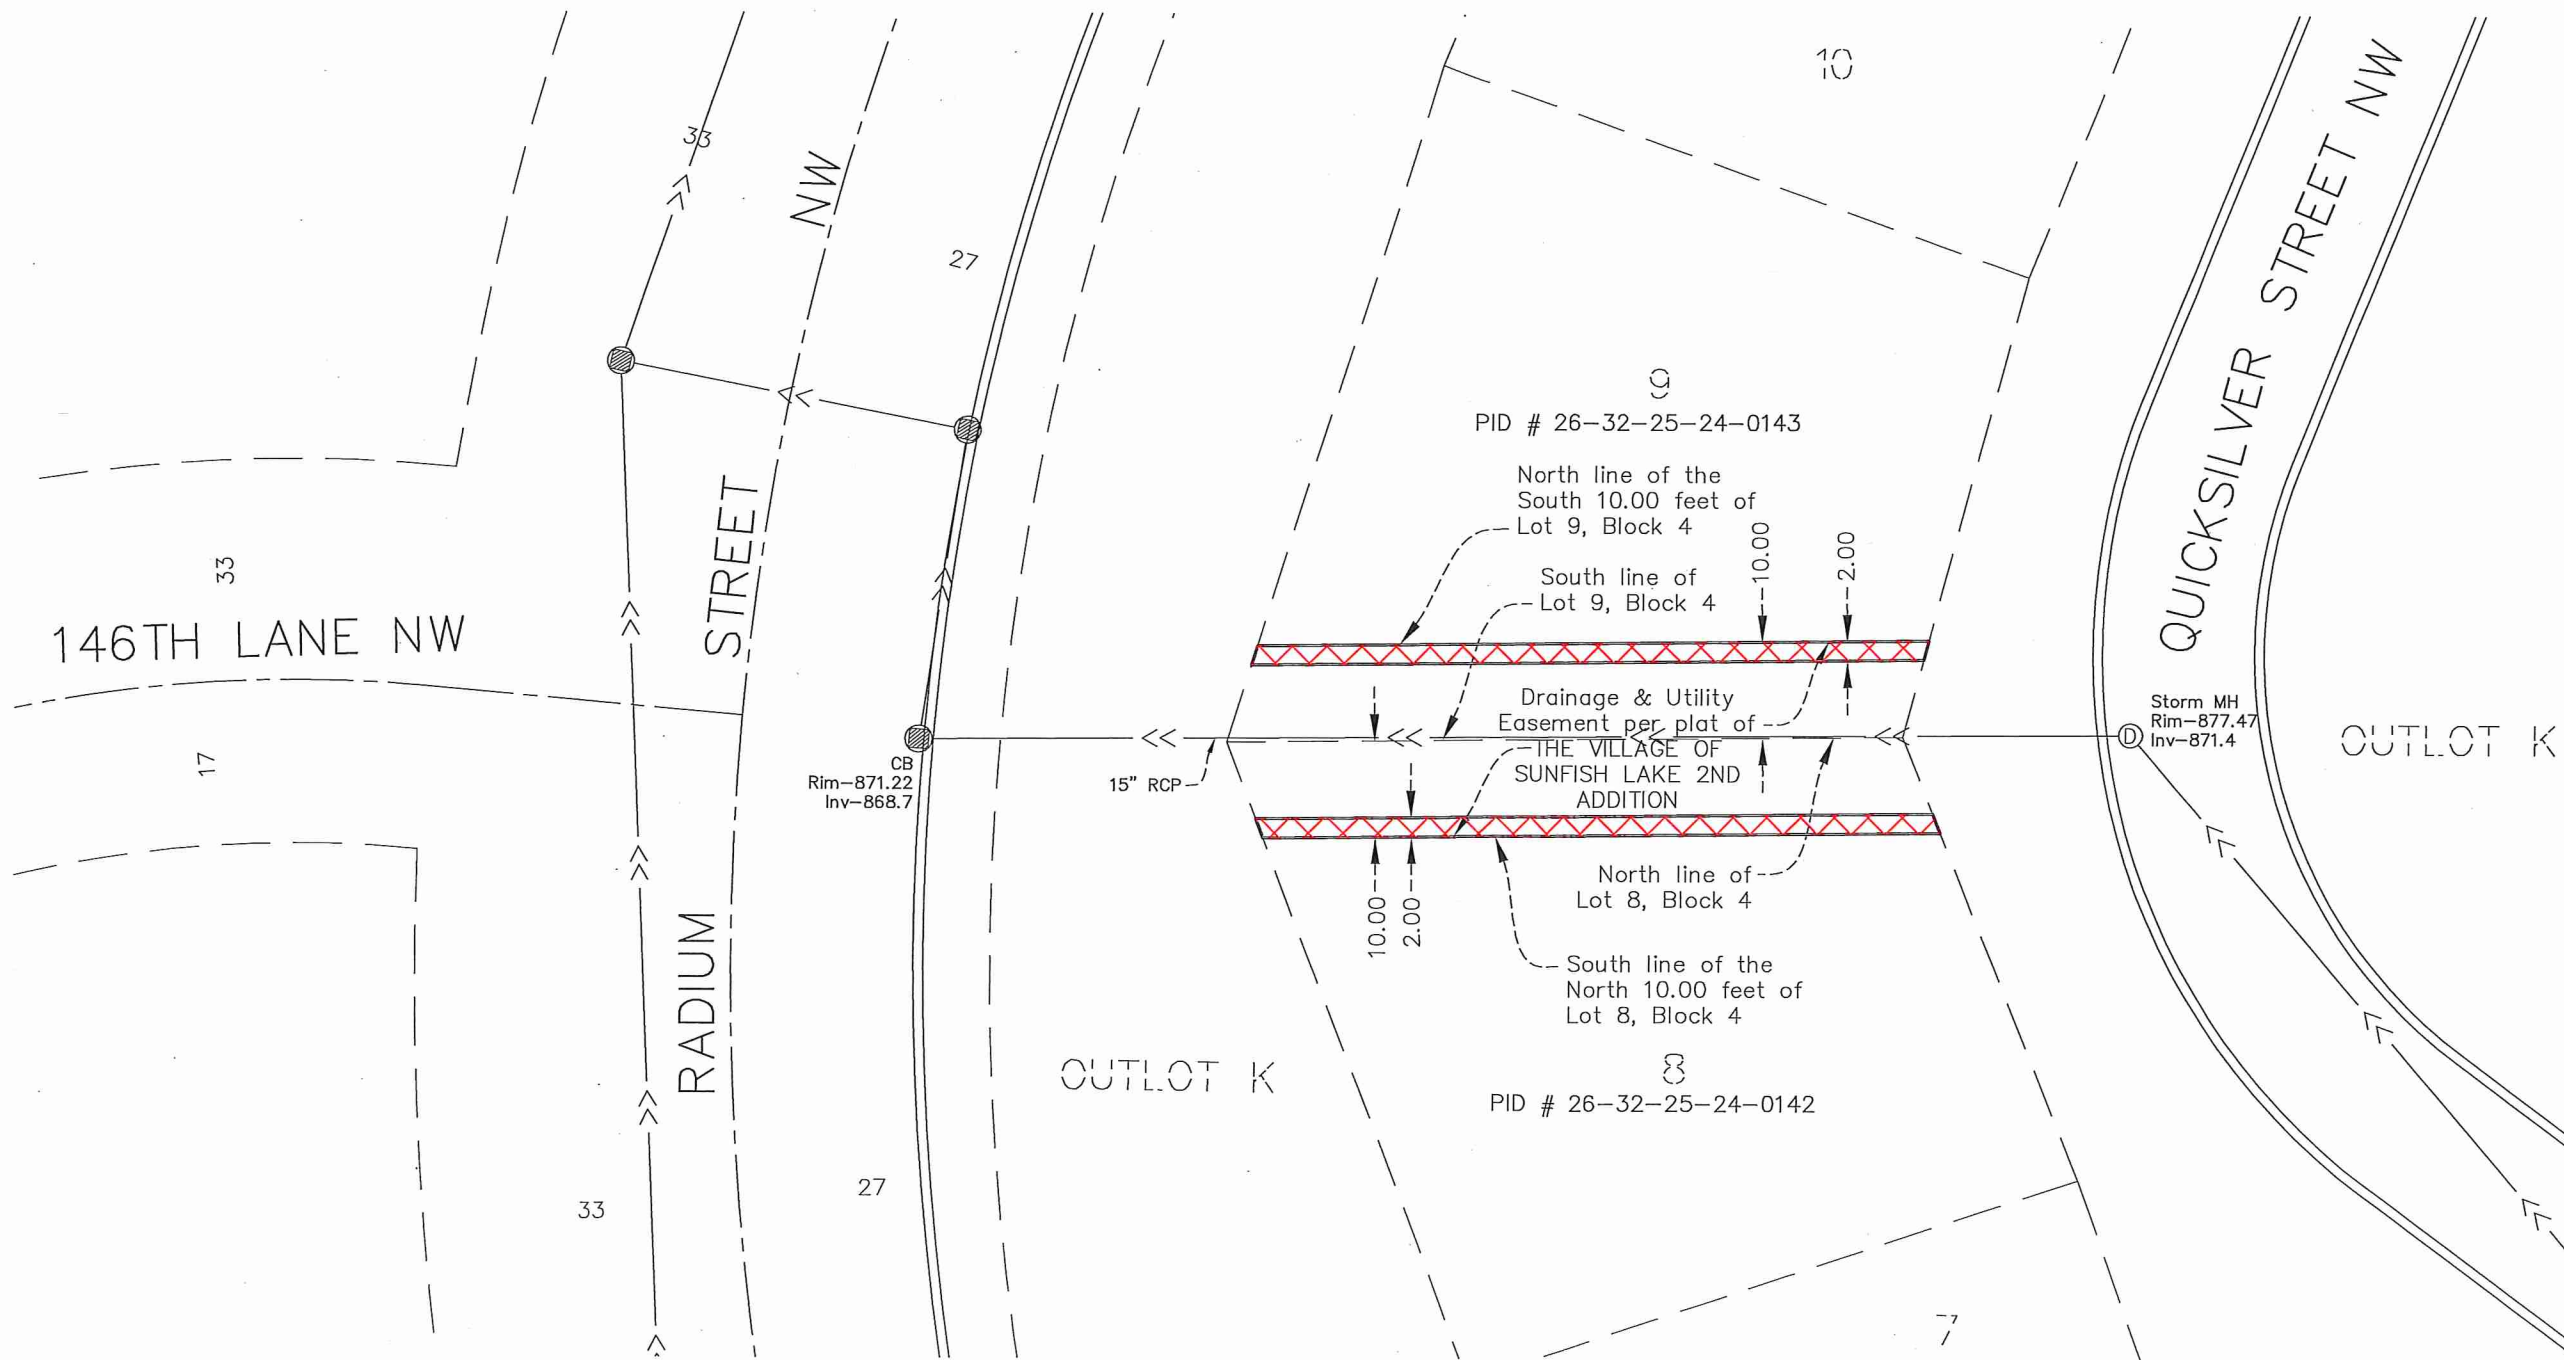 10
33
NW
27
QUICKSILVER STREET NW
9
PID # 26-32-25-24-0143
North line of the
South 10.00 feet of
Lot 9, Block 4
10.00
2.00
South line of
Lot 9, Block 4
33
STREET
146TH LANE NW
Drainage & Utility
Easement per plat of
THE VILLAGE OF
SUNFISH LAKE 2ND
ADDITION
Storm MH
Rim-877.47
Inv-871.4
OUTLOT K
17
CB
Rim-871.22
Inv-868.7
15" RCP
North line of
Lot 8, Block 4
10.00
2.00
South line of the
North 10.00 feet of
Lot 8, Block 4
RADIUM
OUTLOT K
8
PID # 26-32-25-24-0142
27
33
7
D